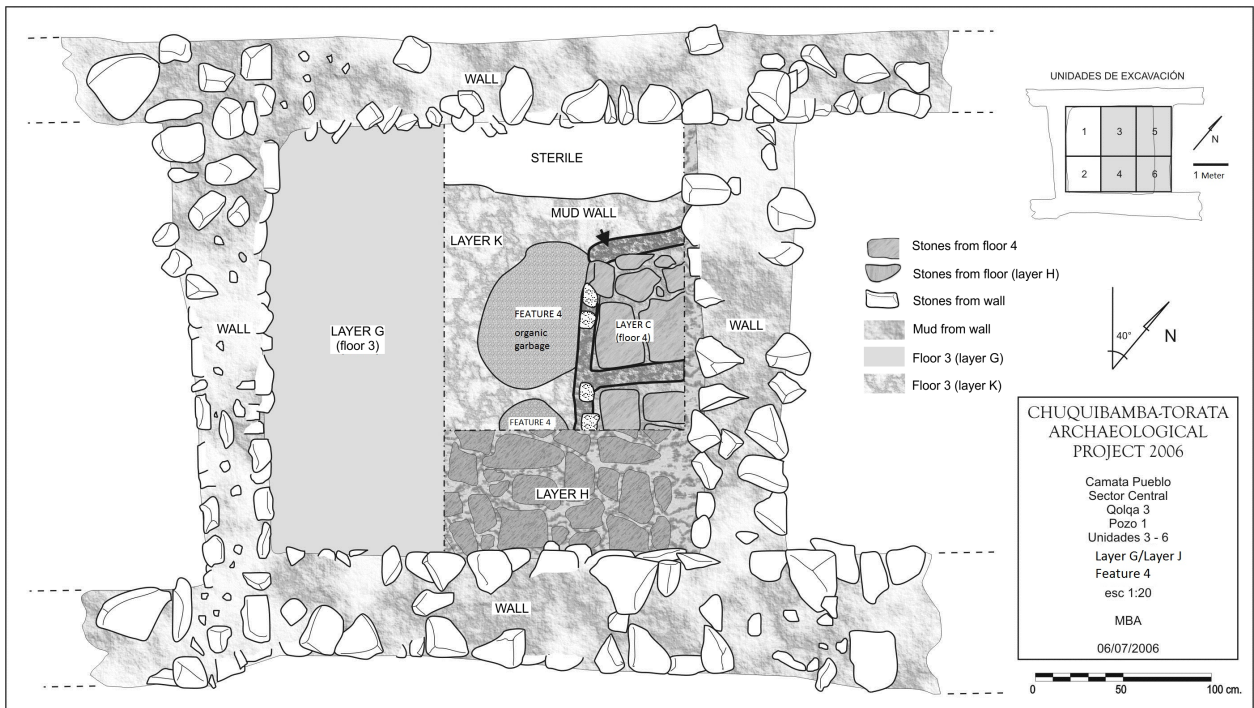 WALL
STERILE
MUD WALL
LAYER K
FEATURE 4
organic
garbage
LAYER C
(floor 4)
WALL
LAYER G
(floor 3)
WALL
FEATURE 4
LAYER H
WALL
UNIDADES DE EXCAVACIÓN
1
3
5
2
4
6
N
1 Meter
Stones from floor 4
Stones from floor (layer H)
Stones from wall
Mud from wall
Floor 3 (layer G)
Floor 3 (layer K)
40°
N
CHUQUIBAMBA-TORATA
ARCHAEOLOGICAL
PROJECT 2006
Camata Pueblo
Sector Central
Qolqa 3
Pozo 1
Unidades 3 - 6
Layer G/Layer J
Feature 4
esc 1:20
MBA
06/07/2006
0
50
100 cm.